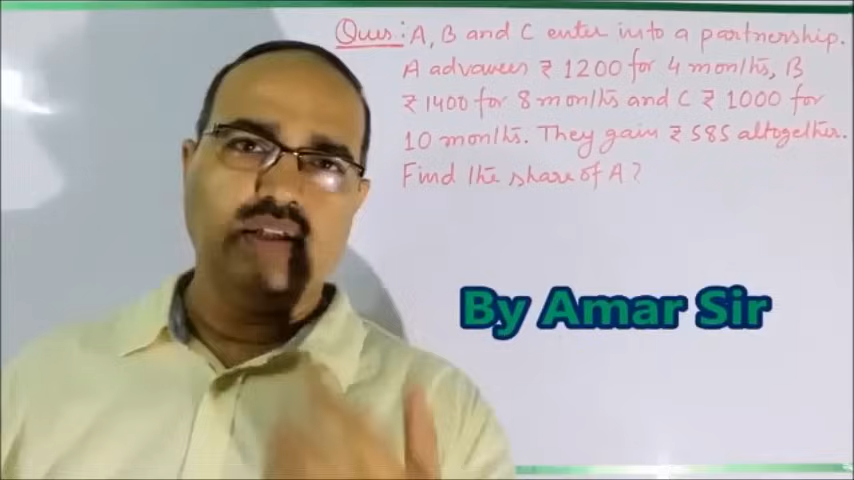 Ques: A, B and C enter into a partnership.
A advances ₹ 1200 for 4 months, B
₹ 1400 for 8 months and C ₹ 1000 for
10 months. They gain ₹ 585 altogether.
Find the share of A?
By Amar Sir